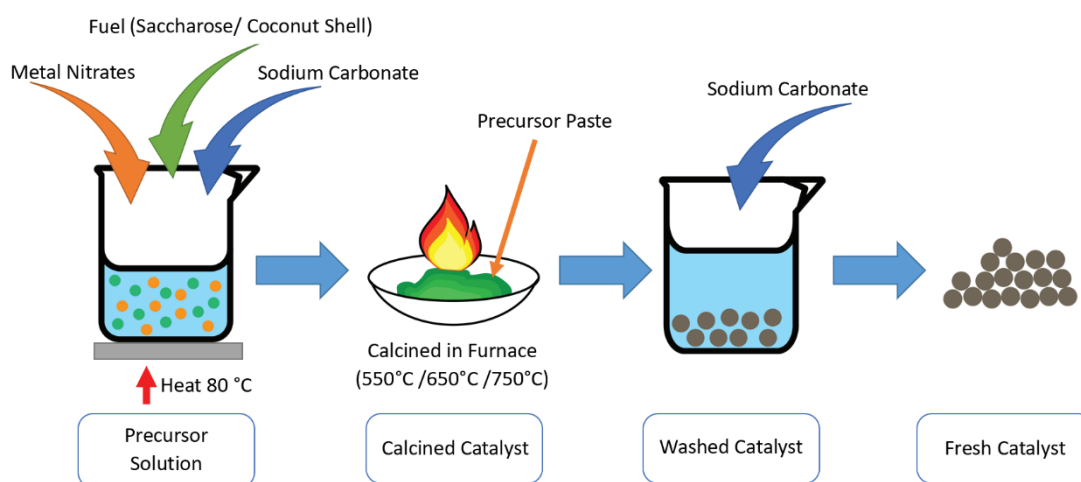 Fuel (Saccharose/ Coconut Shell)
Metal Nitrates
Sodium Carbonate
Precursor Paste
Sodium Carbonate
Calcined in Furnace
(550°C /650°C /750°C)
Heat 80 °C
Precursor
Solution
Calcined Catalyst
Washed Catalyst
Fresh Catalyst